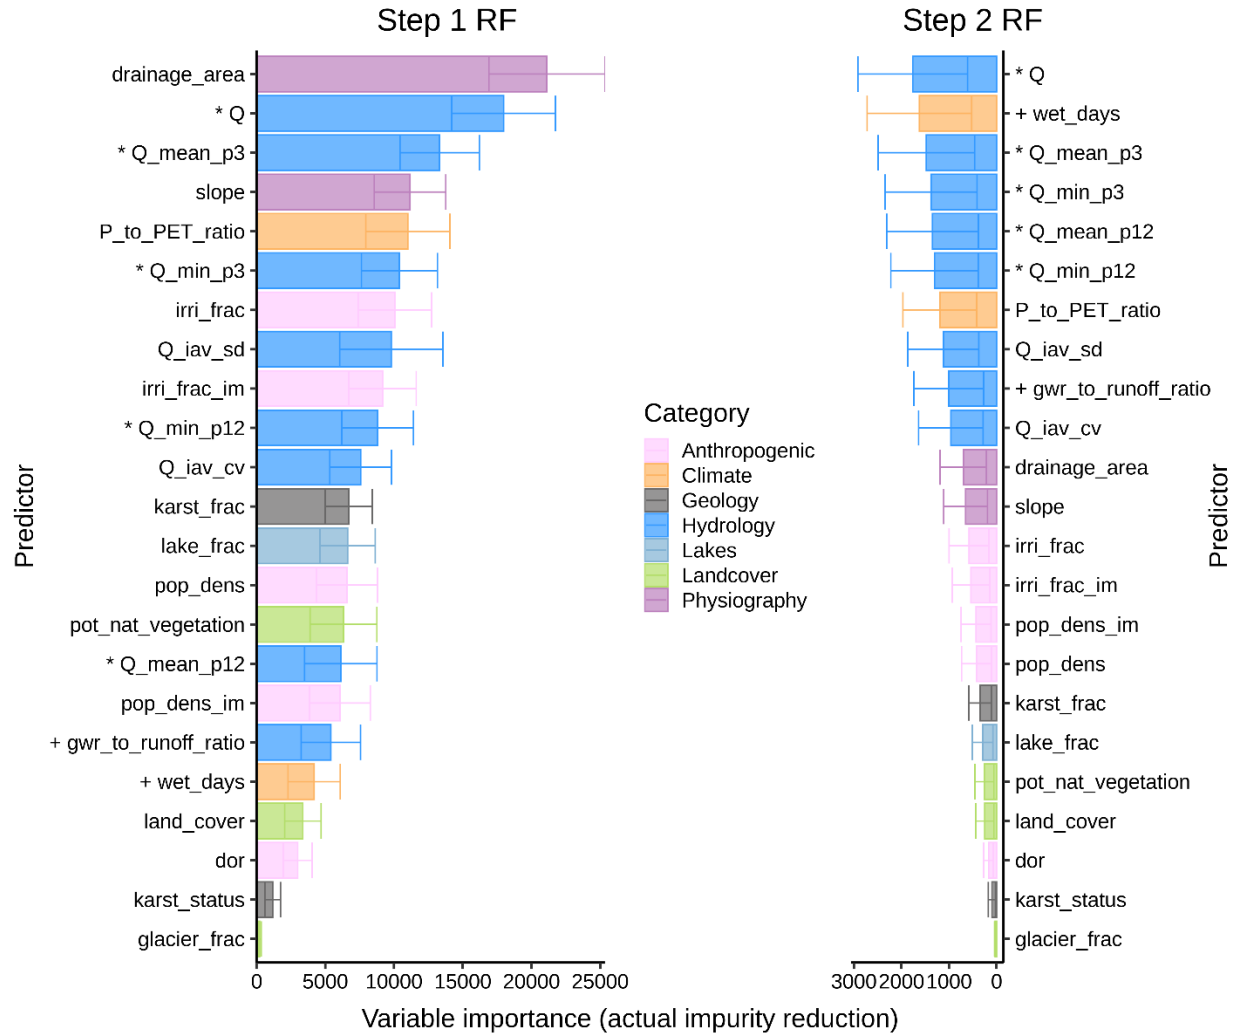 Step 1 RF
Step 2 RF
Predictor
drainage_area
* Q
* Q_mean_p3
slope
P_to_PET_ratio
* Q_min_p3
irri_frac
Q_iav_sd
irri_frac_im
* Q_min_p12
Q_iav_cv
karst_frac
lake_frac
pop_dens
pot_nat_vegetation
* Q_mean_p12
pop_dens_im
+ gwr_to_runoff_ratio
+ wet_days
land_cover
dor
karst_status
glacier_frac
0 5000 10000 15000 20000 25000
Category
Anthropogenic
Climate
Geology
Hydrology
Lakes
Landcover
Physiography
* Q
+ wet_days
* Q_mean_p3
* Q_min_p3
* Q_mean_p12
* Q_min_p12
P_to_PET_ratio
Q_iav_sd
+ gwr_to_runoff_ratio
Q_iav_cv
drainage_area
slope
irri_frac
irri_frac_im
pop_dens_im
pop_dens
karst_frac
lake_frac
pot_nat_vegetation
land_cover
dor
karst_status
glacier_frac
Predictor
3000 2000 1000 0
Variable importance (actual impurity reduction)